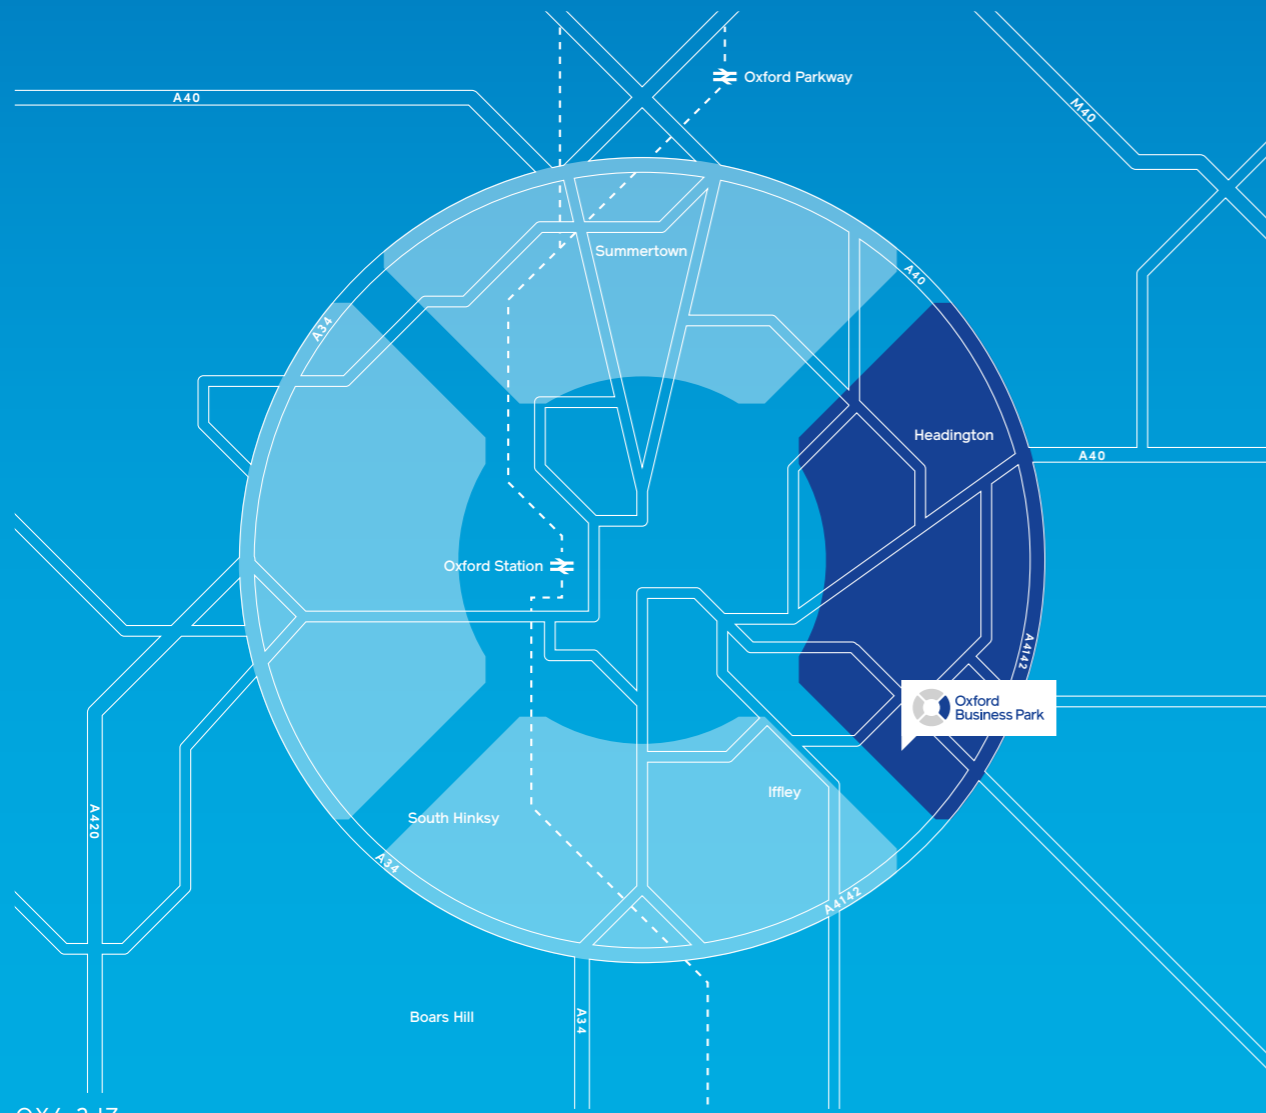 Oxford Parkway
A40
M40
Summertown
A40
A34
Headington
A40
Oxford Station
A4142
Oxford
Business Park
Iffley
South Hinksy
A420
A34
A4142
Boars Hill
A34